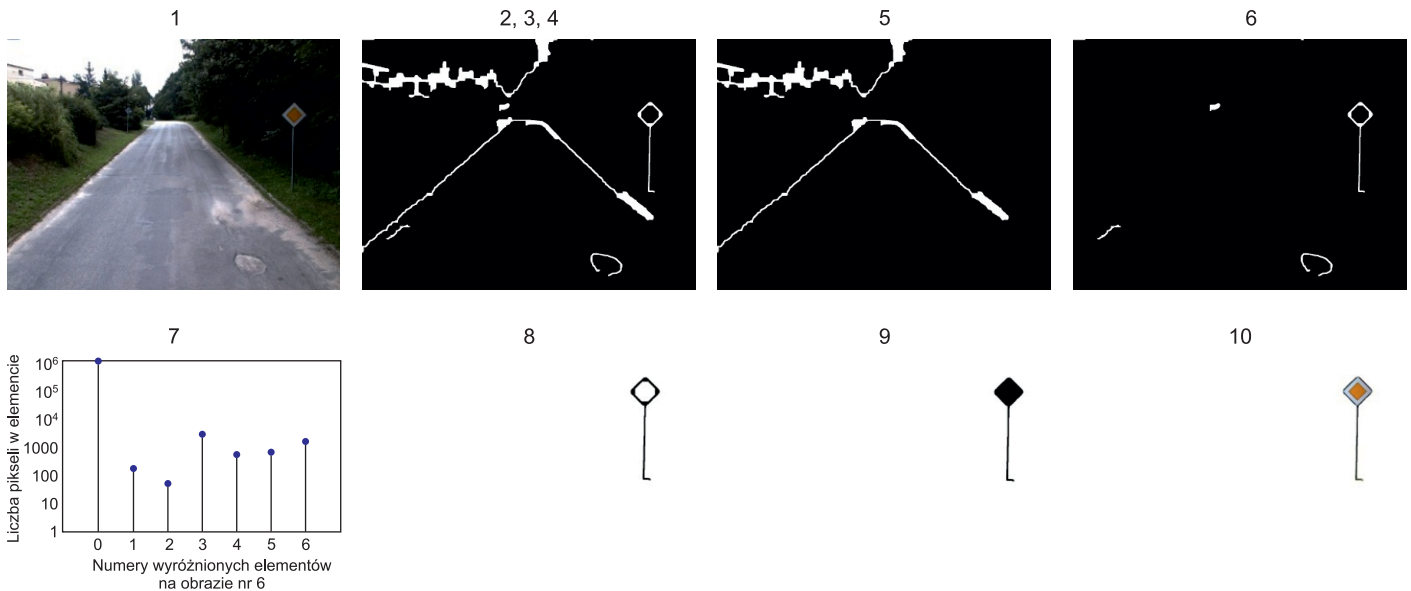 1
2, 3, 4
5
6
7
8
9
10
Liczba pikseli w elemencie
10⁶
10⁵
10⁴
1000
100
10
1
0 1 2 3 4 5 6
Numery wyróżnionych elementów
na obrazie nr 6